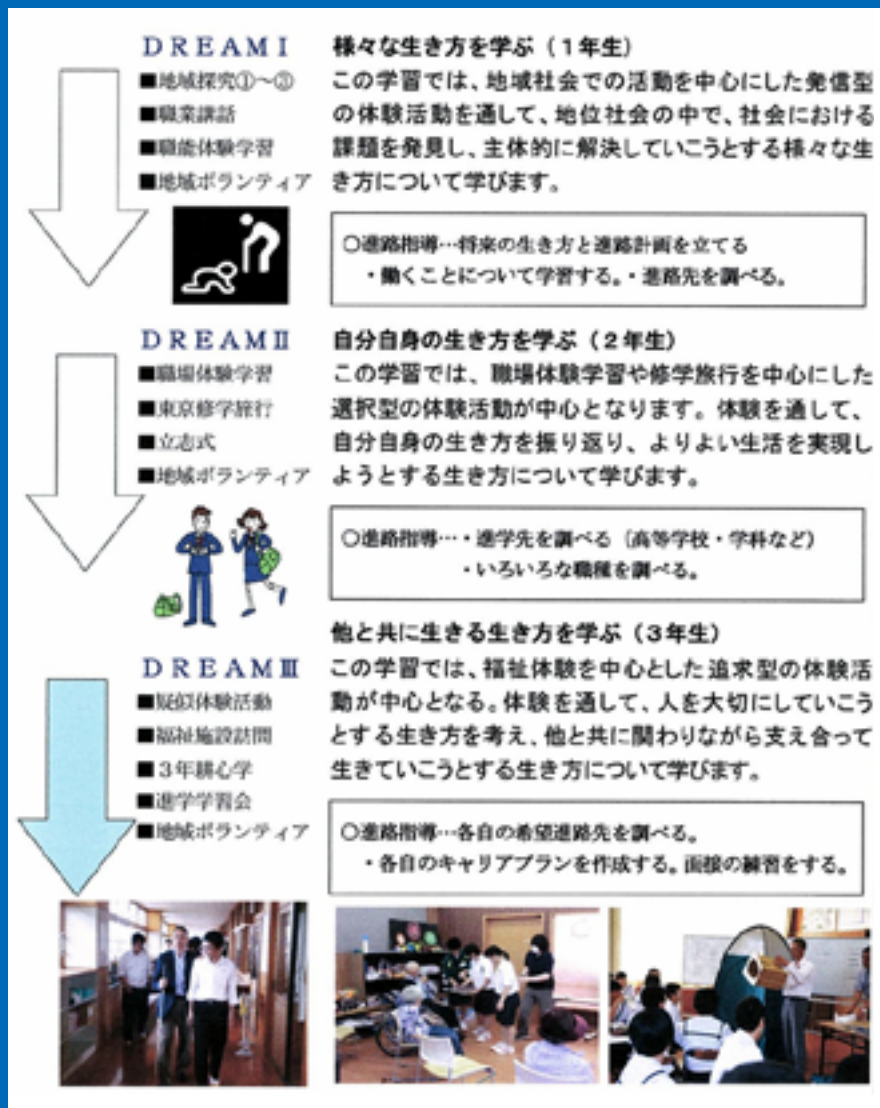 DREAMⅠ
■地域探究①～③
■職業講話
■職能体験学習
■地域ボランティア
様々な生き方を学ぶ(1年生)
この学習では、地域社会での活動を中心にした発信型
の体験活動を通して、地位社会の中で、社会における
課題を発見し、主体的に解決していこうとする様々な生
き方について学びます。
○進路指導…将来の生き方と進路計画を立てる
・働くことについて学習する。・進路先を調べる。
DREAMⅡ
■職場体験学習
■東京修学旅行
■立志式
■地域ボランティア
自分自身の生き方を学ぶ(2年生)
この学習では、職場体験学習や修学旅行を中心にした
選択型の体験活動が中心となります。体験を通して、
自分自身の生き方を振り返り、よりよい生活を実現し
ようとする生き方について学びます。
○進路指導…・進学先を調べる(高等学校・学科など)
・いろいろな職種を調べる。
DREAMⅢ
■疑似体験活動
■福祉施設訪問
■3年耕心学
■進学学習会
■地域ボランティア
他と共に生きる生き方を学ぶ(3年生)
この学習では、福祉体験を中心とした追求型の体験活
動が中心となる。体験を通して、人を大切にしていこう
とする生き方を考え、他と共に関わりながら支え合って
生きていこうとする生き方について学びます。
○進路指導…各自の希望進路先を調べる。
・各自のキャリアプランを作成する。面接の練習をする。